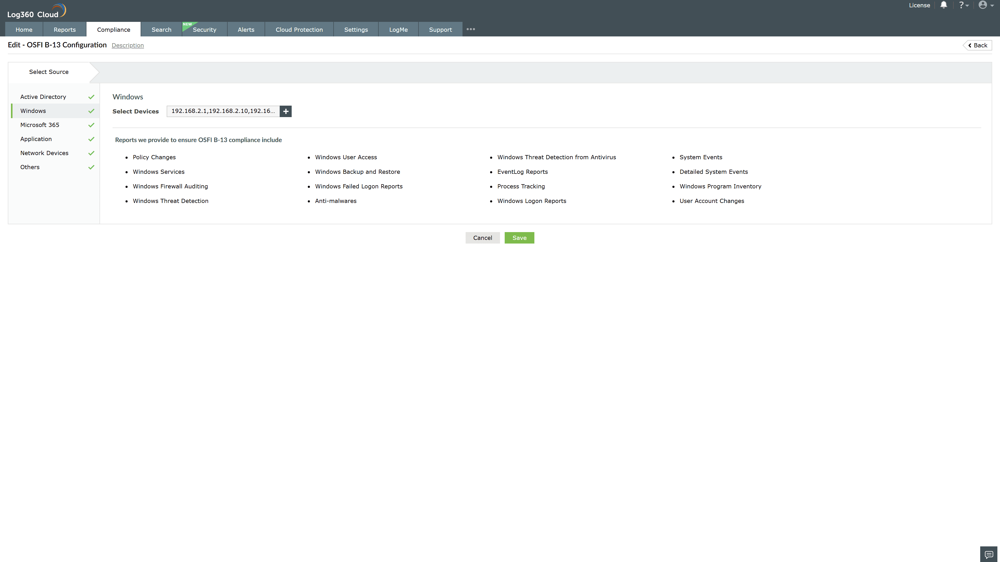 Log360 Cloud
License
?
Home
Reports
Compliance
Search
NEW
Security
Alerts
Cloud Protection
Settings
LogMe
Support
Edit - OSFI B-13 Configuration
Description
Back
Select Source
Active Directory
Windows
Microsoft 365
Application
Network Devices
Others
Windows
Select Devices
192.168.2.1,192.168.2.10,192.16...
Reports we provide to ensure OSFI B-13 compliance include
Policy Changes
Windows User Access
Windows Threat Detection from Antivirus
System Events
Windows Services
Windows Backup and Restore
EventLog Reports
Detailed System Events
Windows Firewall Auditing
Windows Failed Logon Reports
Process Tracking
Windows Program Inventory
Windows Threat Detection
Anti-malwares
Windows Logon Reports
User Account Changes
Cancel
Save